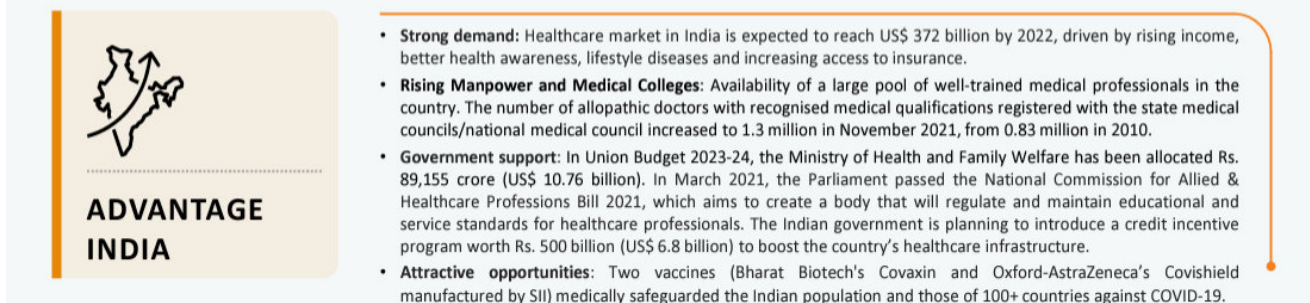 ADVANTAGE
INDIA
• Strong demand: Healthcare market in India is expected to reach US$ 372 billion by 2022, driven by rising income,
better health awareness, lifestyle diseases and increasing access to insurance.
• Rising Manpower and Medical Colleges: Availability of a large pool of well-trained medical professionals in the
country. The number of allopathic doctors with recognised medical qualifications registered with the state medical
councils/national medical council increased to 1.3 million in November 2021, from 0.83 million in 2010.
• Government support: In Union Budget 2023-24, the Ministry of Health and Family Welfare has been allocated Rs.
89,155 crore (US$ 10.76 billion). In March 2021, the Parliament passed the National Commission for Allied &
Healthcare Professions Bill 2021, which aims to create a body that will regulate and maintain educational and
service standards for healthcare professionals. The Indian government is planning to introduce a credit incentive
program worth Rs. 500 billion (US$ 6.8 billion) to boost the country’s healthcare infrastructure.
• Attractive opportunities: Two vaccines (Bharat Biotech's Covaxin and Oxford-AstraZeneca’s Covishield
manufactured by SII) medically safeguarded the Indian population and those of 100+ countries against COVID-19.